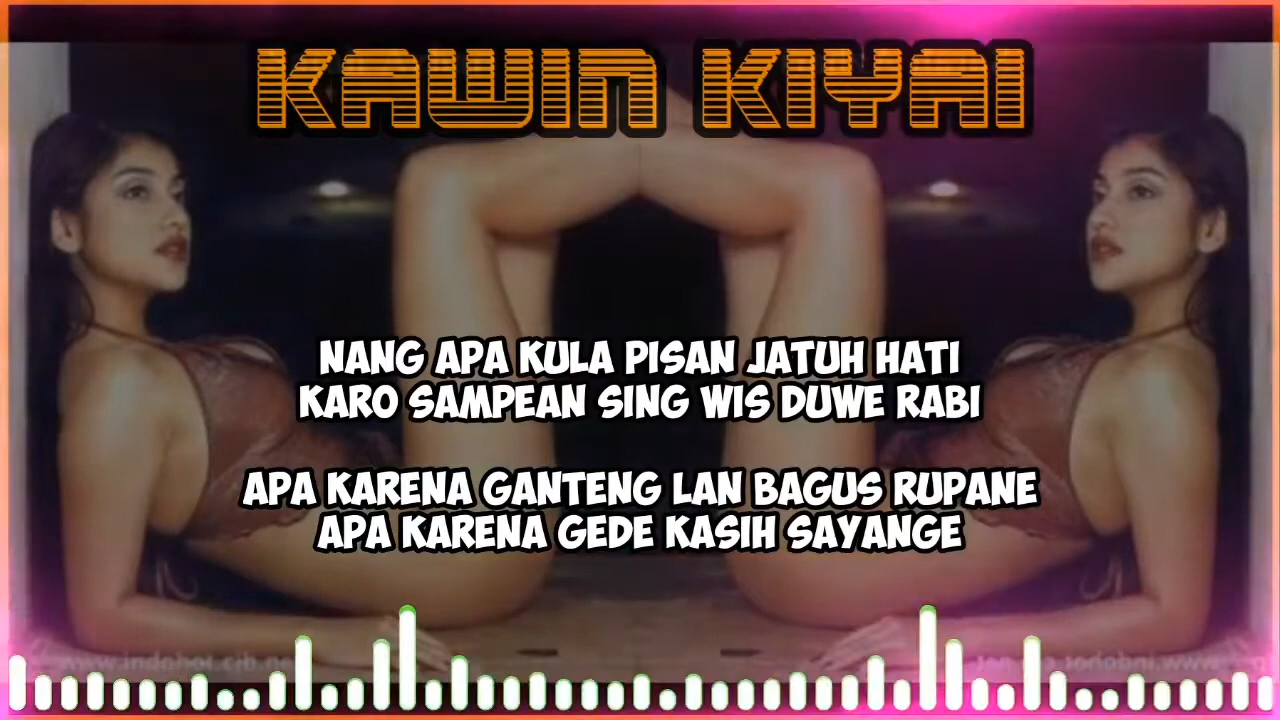 KAWIN KIYAI
NANG APA KULA PISAN JATUH HATI
KARO SAMPEAN SING WIS DUWE RABI
APA KARENA GANTENG LAN BAGUS RUPANE
APA KARENA GEDE KASIH SAYANGE